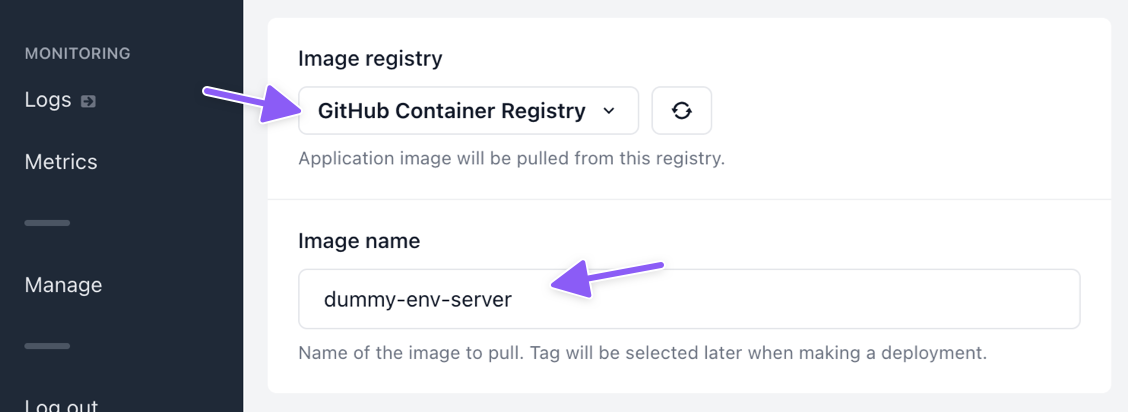 MONITORING
Logs
Metrics
Manage
Log out
Image registry
GitHub Container Registry
Application image will be pulled from this registry.
Image name
dummy-env-server
Name of the image to pull. Tag will be selected later when making a deployment.